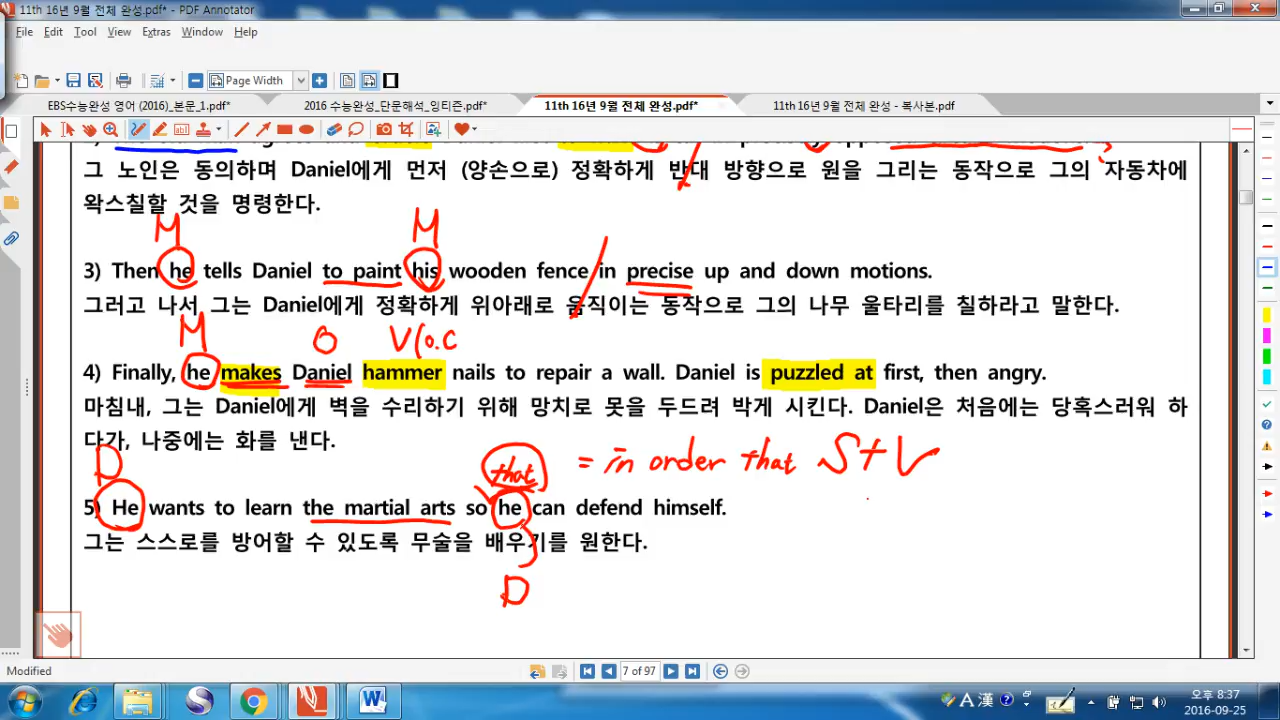 11th 16년 9월 전체 완성.pdf* - PDF Annotator
File Edit Tool View Extras Window Help
Page Width
EBS수능완성 영어 (2016)_본문_1.pdf* 2016 수능완성_단문해석_잉티즌.pdf* 11th 16년 9월 전체 완성.pdf* 11th 16년 9월 전체 완성 - 복사본.pdf
그 노인은 동의하며 Daniel에게 먼저 (양손으로) 정확하게 반대 방향으로 원을 그리는 동작으로 그의 자동차에
왁스칠할 것을 명령한다.
M M
3) Then he tells Daniel to paint his wooden fence in precise up and down motions.
그러고 나서 그는 Daniel에게 정확하게 위아래로 움직이는 동작으로 그의 나무 울타리를 칠하라고 말한다.
M O V(O.C
4) Finally, he makes Daniel hammer nails to repair a wall. Daniel is puzzled at first, then angry.
마침내, 그는 Daniel에게 벽을 수리하기 위해 망치로 못을 두드려 박게 시킨다. Daniel은 처음에는 당혹스러워 하
다가, 나중에는 화를 낸다.
D that = in order that S+V
5) He wants to learn the martial arts so he can defend himself.
그는 스스로를 방어할 수 있도록 무술을 배우기를 원한다.
D
Modified 7 of 97
A 漢 오후 8:37
2016-09-25